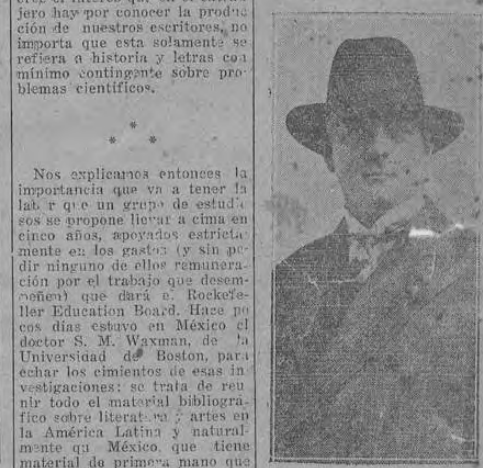 jero hay por conocer la produc
ción de nuestros escritores, no
importa que esta solamente se
refiera a historia y letras con
mínimo contingente sobre pro
blemas científicos.
* * *
Nos explicamos entonces la
importancia que va a tener la
lab r que un grupo de estud
sos se propone llevar a cima en
cinco años, apoyados estricta
mente en los gastos (y sin pe
dir ninguno de ellos remunera
ción por el trabajo que desem
peñen) que dará el Rockefe
ller Education Board. Hace po
cos días estuvo en México el
doctor S. M. Waxman, de la
Universidad de Boston, para
echar los cimientos de esas in
vestigaciones: se trata de reu
nir todo el material bibliográ
fico sobre literatura y artes en
la América Latina y natural
mente en México, que tiene
material de primera mano que